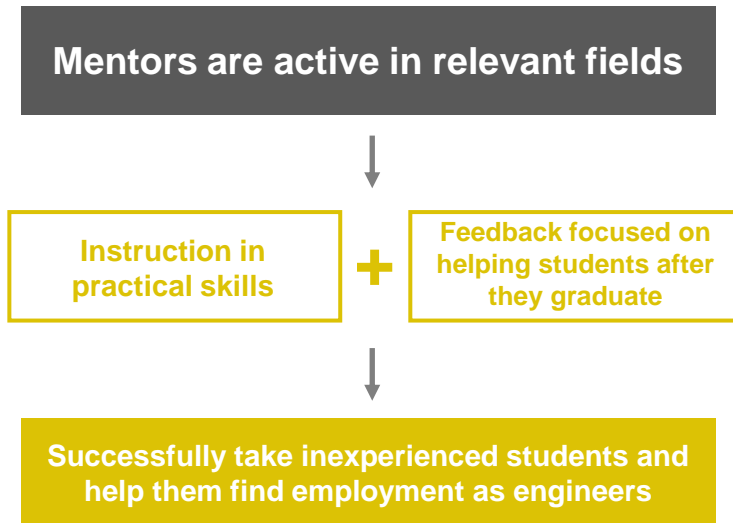 Mentors are active in relevant fields
Instruction in
practical skills
+
Feedback focused on
helping students after
they graduate
Successfully take inexperienced students and
help them find employment as engineers